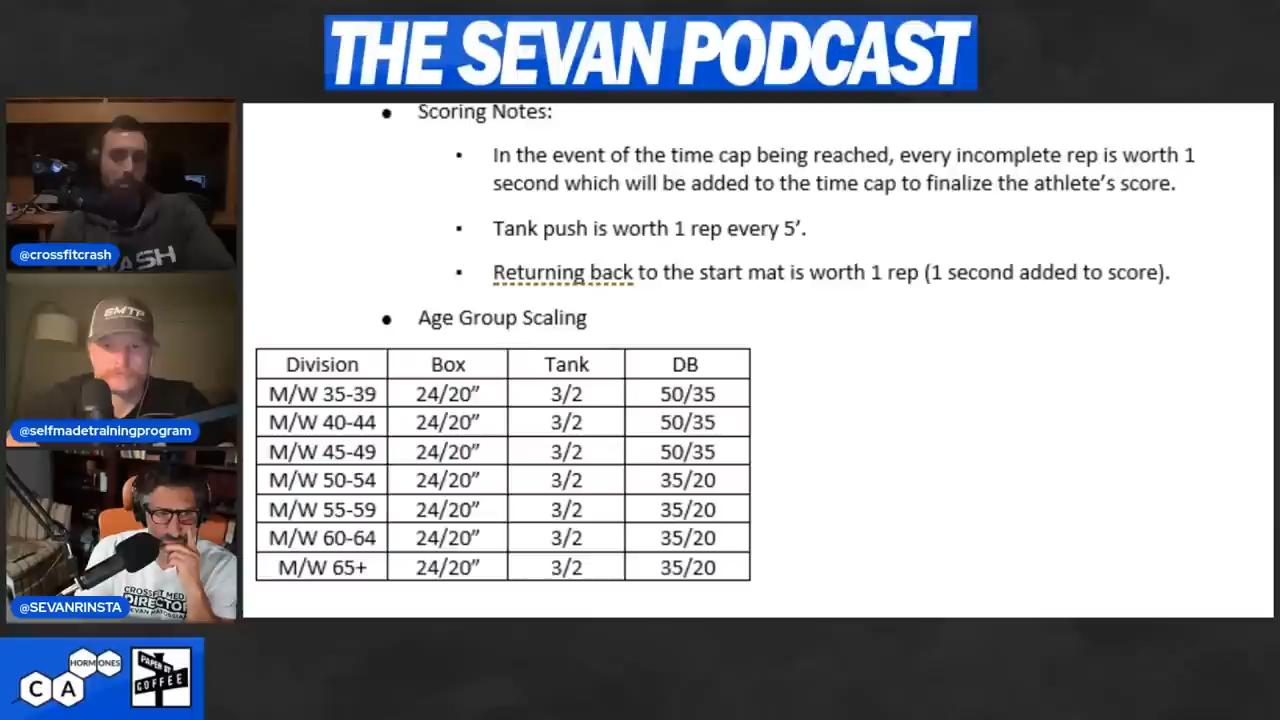 THE SEVAN PODCAST
• Scoring Notes:
▪ In the event of the time cap being reached, every incomplete rep is worth 1
second which will be added to the time cap to finalize the athlete's score.
▪ Tank push is worth 1 rep every 5'.
▪ Returning back to the start mat is worth 1 rep (1 second added to score).
• Age Group Scaling
Division Box Tank DB
M/W 35-39 24/20" 3/2 50/35
M/W 40-44 24/20" 3/2 50/35
M/W 45-49 24/20" 3/2 50/35
M/W 50-54 24/20" 3/2 35/20
M/W 55-59 24/20" 3/2 35/20
M/W 60-64 24/20" 3/2 35/20
M/W 65+ 24/20" 3/2 35/20
@crossfitcrash
SMTP
@selfmadetrainingprogram
CROSSFIT MED
DIRECTO
@SEVANRINSTA
CA
HORMONES
PAPER ST
COFFEE